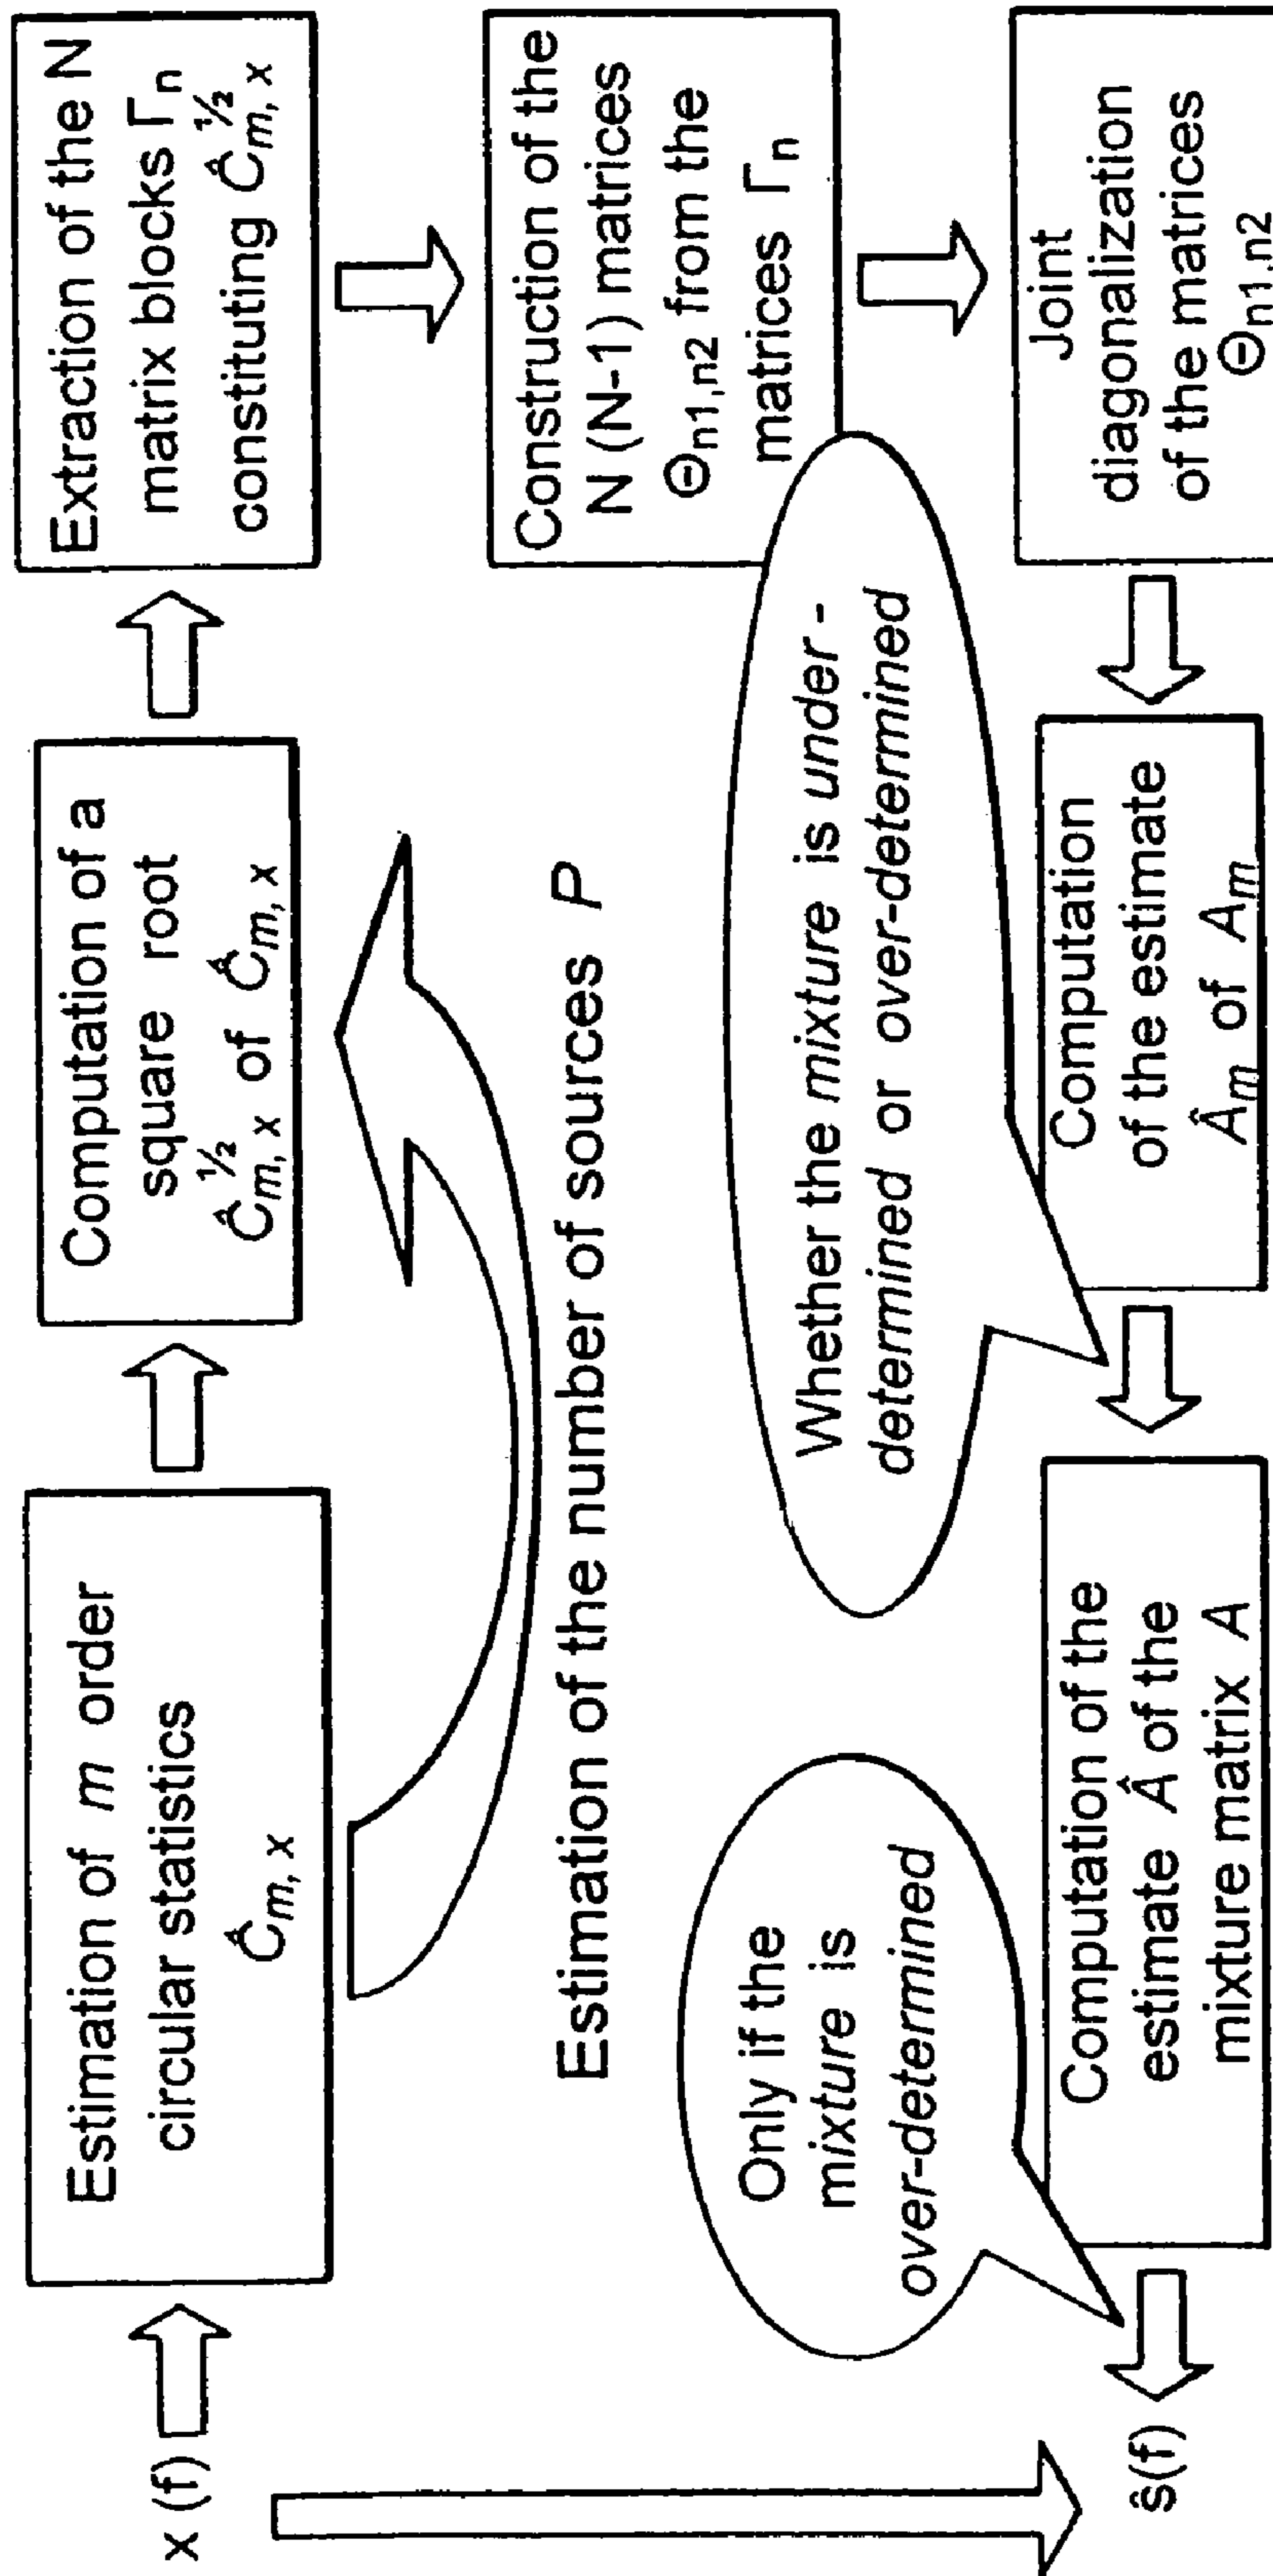 x (f)
Estimation of m order
circular statistics
Ĉm, x
Computation of a
square root
Ĉm, x ½ of Ĉm, x
Extraction of the N
matrix blocks Γn
constituting Ĉm, x ½
Estimation of the number of sources P
Construction of the
N (N-1) matrices
Θn1,n2 from the
matrices Γn
Joint
diagonalization
of the matrices
Θn1,n2
Whether the mixture is under-
determined or over-determined
Computation
of the estimate
Âm of Am
Only if the
mixture is
over-determined
Computation of the
estimate Â of the
mixture matrix A
ŝ(f)